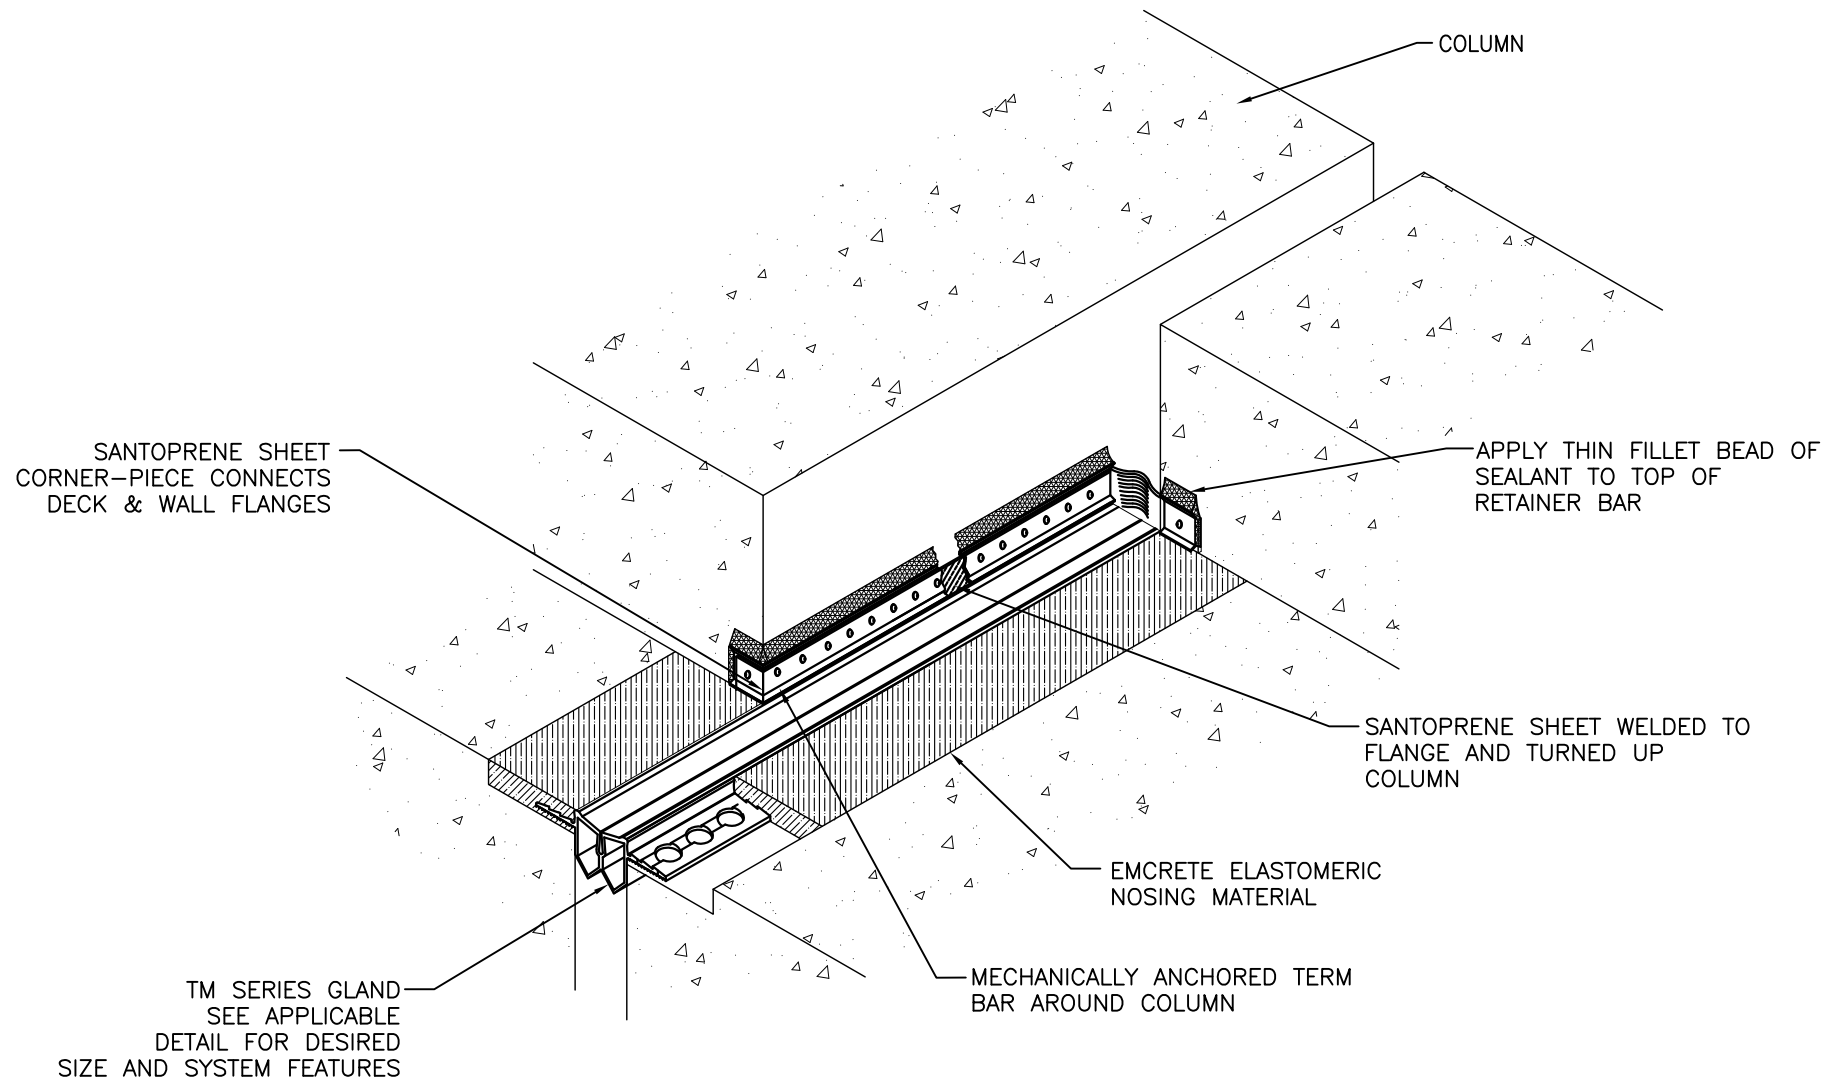 COLUMN
SANTOPRENE SHEET
CORNER-PIECE CONNECTS
DECK & WALL FLANGES
APPLY THIN FILLET BEAD OF
SEALANT TO TOP OF
RETAINER BAR
SANTOPRENE SHEET WELDED TO
FLANGE AND TURNED UP
COLUMN
EMCRETE ELASTOMERIC
NOSING MATERIAL
MECHANICALLY ANCHORED TERM
BAR AROUND COLUMN
TM SERIES GLAND
SEE APPLICABLE
DETAIL FOR DESIRED
SIZE AND SYSTEM FEATURES